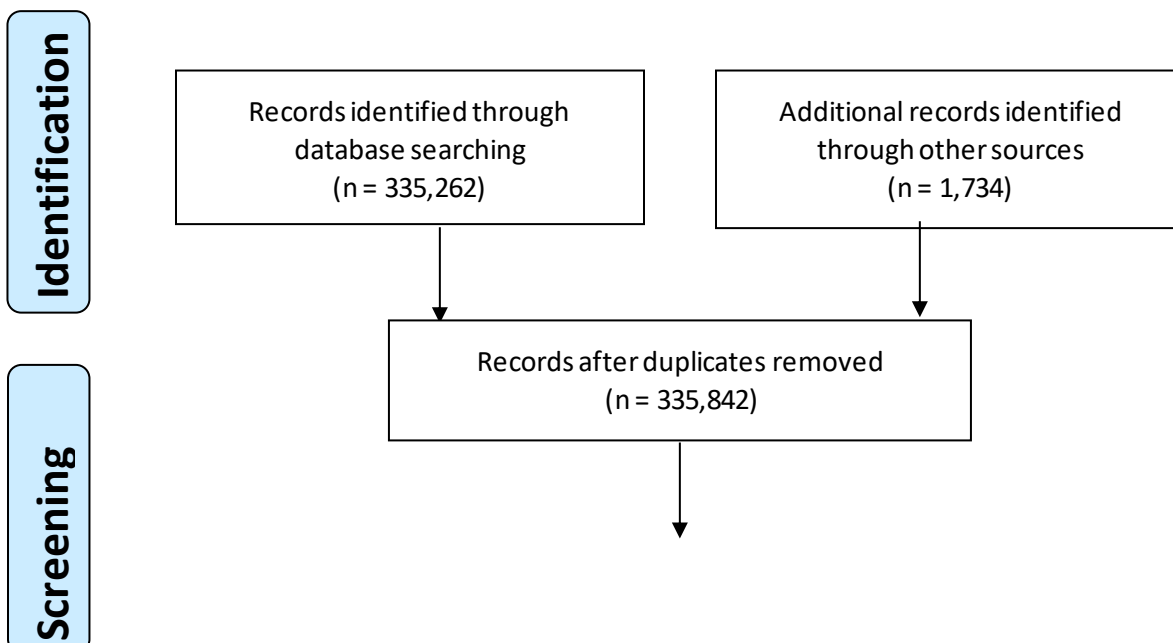 Identification
Records identified through
database searching
(n = 335,262)
Additional records identified
through other sources
(n = 1,734)
Records after duplicates removed
(n = 335,842)
Screening